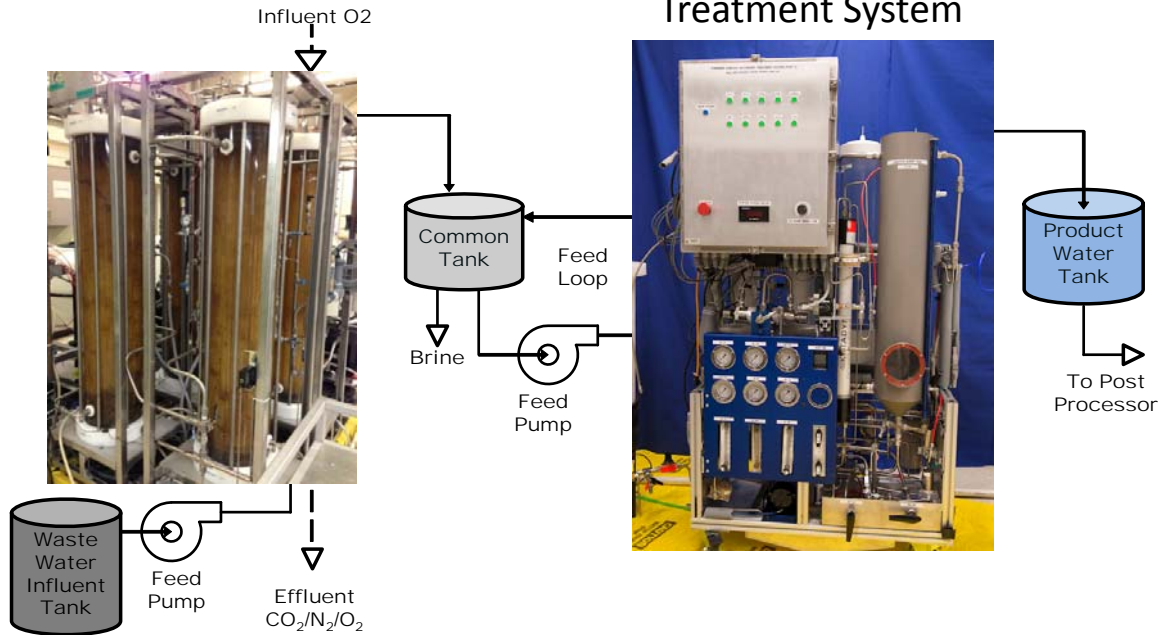 Influent O2
Treatment System
Common
Tank
Feed
Loop
Brine
Feed
Pump
Product
Water
Tank
To Post
Processor
Waste
Water
Influent
Tank
Feed
Pump
Effluent
CO₂/N₂/O₂